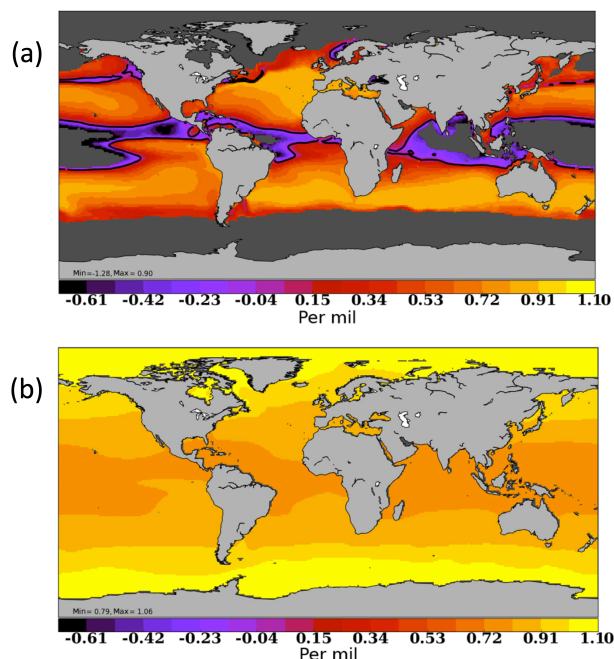 (a)
Min=-1.28, Max= 0.90
-0.61 -0.42 -0.23 -0.04 0.15 0.34 0.53 0.72 0.91 1.10
Per mil
(b)
Min= 0.79, Max= 1.06
-0.61 -0.42 -0.23 -0.04 0.15 0.34 0.53 0.72 0.91 1.10
Per mil